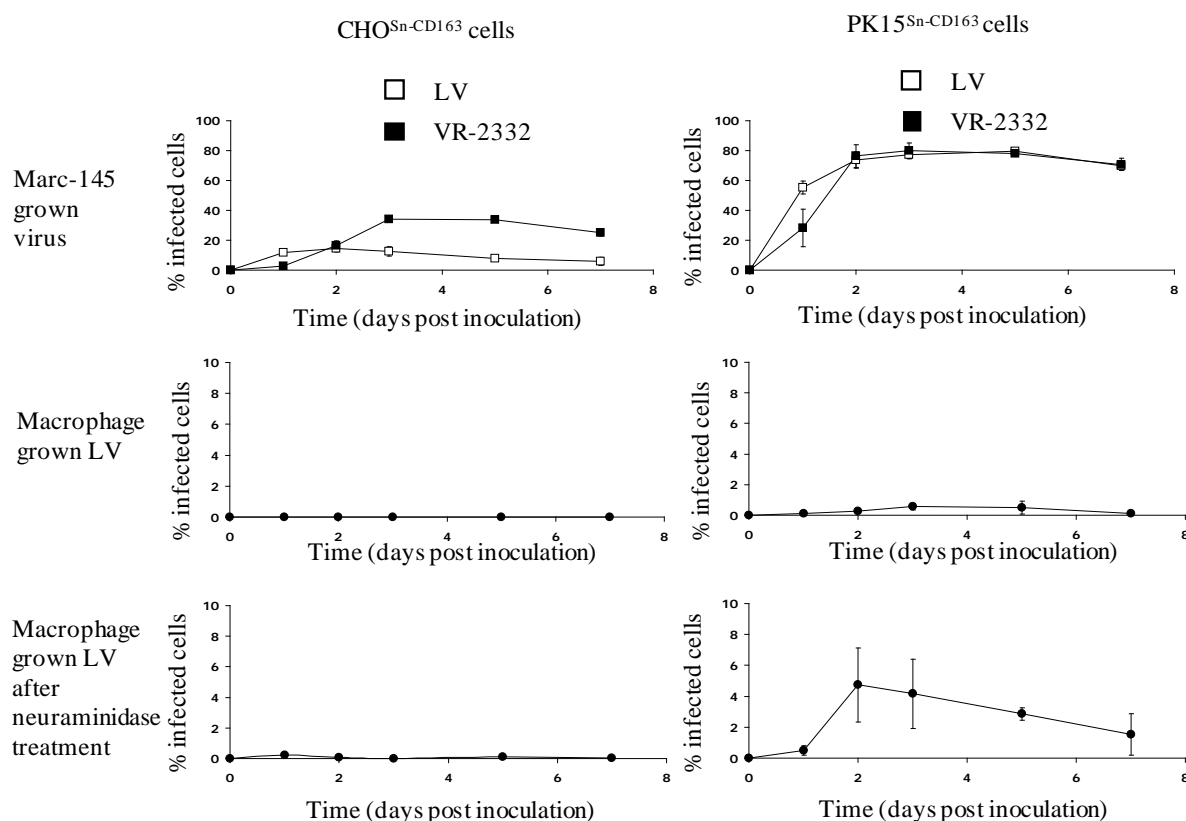 CHO^Sn-CD163 cells
PK15^Sn-CD163 cells
LV
VR-2332
LV
VR-2332
Marc-145
grown
virus
% infected cells
100
80
60
40
20
0
0 2 4 6 8
Time (days post inoculation)
% infected cells
100
80
60
40
20
0
0 2 4 6 8
Time (days post inoculation)
Macrophage
grown LV
% infected cells
10
8
6
4
2
0
0 2 4 6 8
Time (days post inoculation)
% infected cells
10
8
6
4
2
0
0 2 4 6 8
Time (days post inoculation)
Macrophage
grown LV
after
neuraminidase
treatment
% infected cells
10
8
6
4
2
0
0 2 4 6 8
Time (days post inoculation)
% infected cells
10
8
6
4
2
0
0 2 4 6 8
Time (days post inoculation)